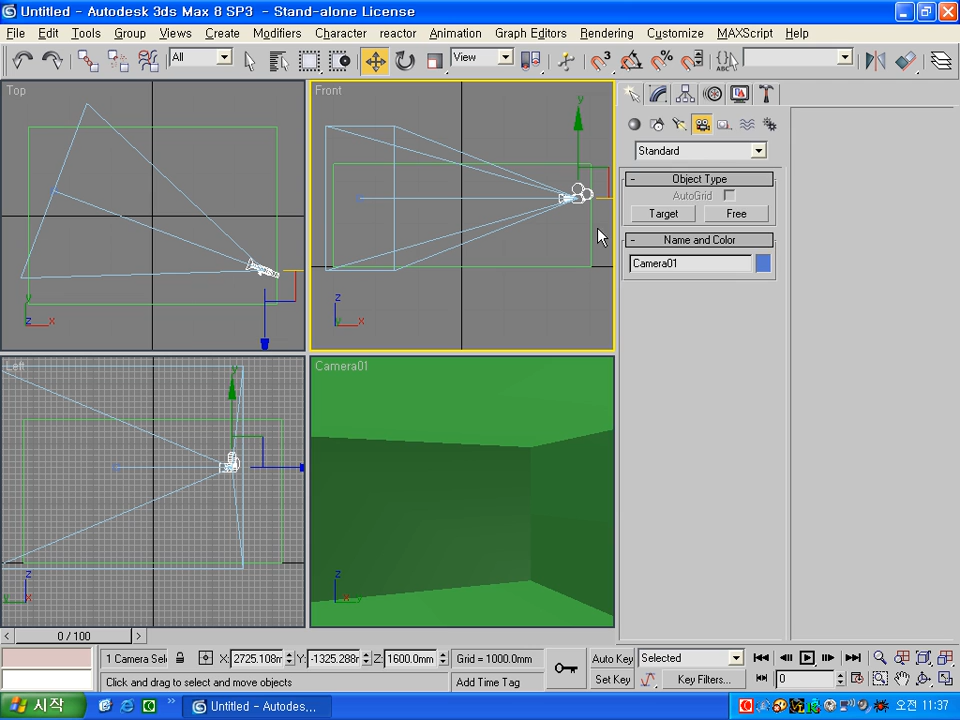 Untitled - Autodesk 3ds Max 8 SP3 - Stand-alone License
File Edit Tools Group Views Create Modifiers Character reactor Animation Graph Editors Rendering Customize MAXScript Help
All
View
Top
Front
Left
Camera01
Standard
- Object Type
AutoGrid
Target Free
- Name and Color
Camera01
< 0 / 100 >
1 Camera Sel X: 2725.108m Y: -1325.288m Z: 1600.0mm Grid = 1000.0mm Auto Key Selected
Click and drag to select and move objects Add Time Tag Set Key Key Filters... 0
시작 Untitled - Autodes... 오전 11:37